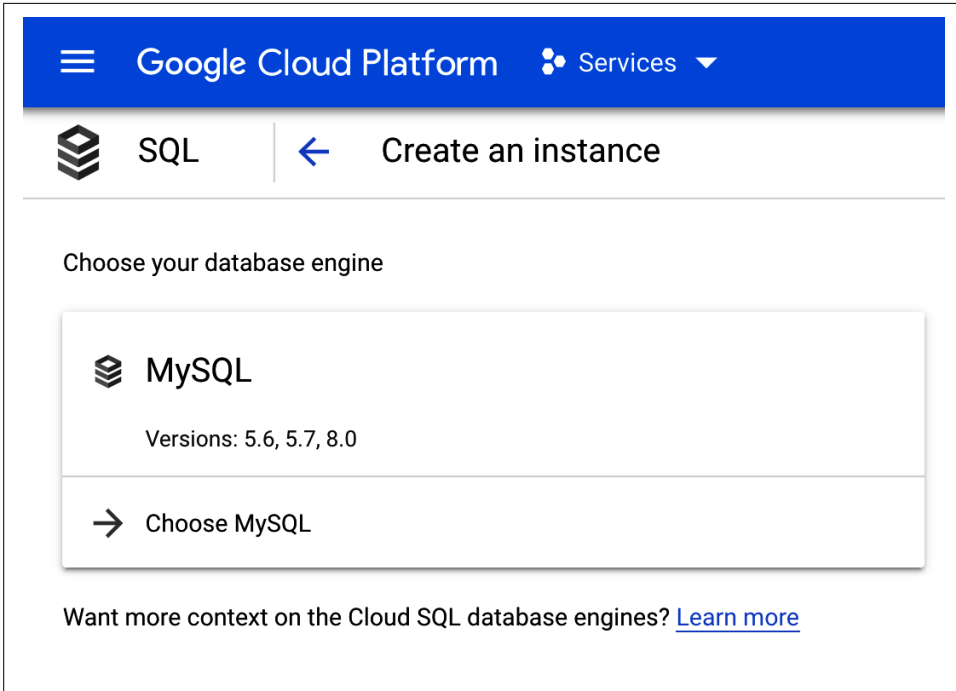 Google Cloud Platform Services
SQL Create an instance
Choose your database engine
MySQL
Versions: 5.6, 5.7, 8.0
Choose MySQL
Want more context on the Cloud SQL database engines? Learn more